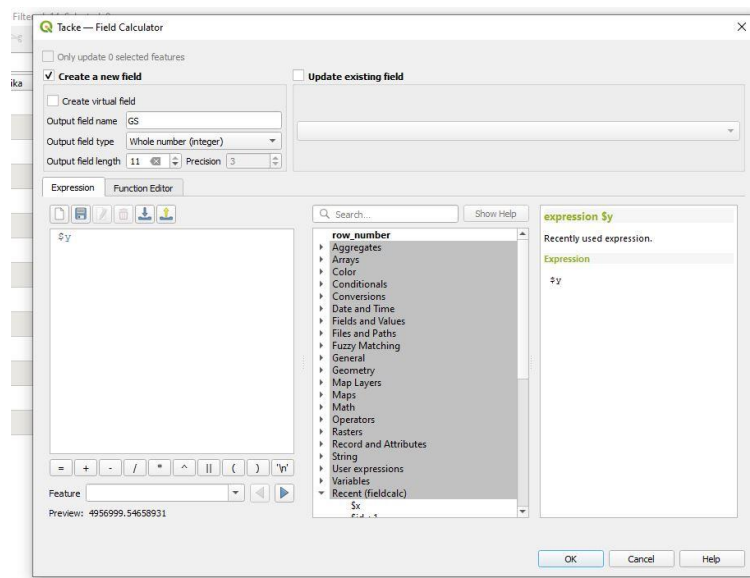 Tacke — Field Calculator
Only update 0 selected features
Create a new field
Update existing field
ika
Create virtual field
Output field name GS
Output field type Whole number (integer)
Output field length 11 Precision 3
Expression Function Editor
Search... Show Help
$y
row_number
Aggregates
Arrays
Color
Conditionals
Conversions
Date and Time
Fields and Values
Files and Paths
Fuzzy Matching
General
Geometry
Map Layers
Maps
Math
Operators
Rasters
Record and Attributes
String
User expressions
Variables
Recent (fieldcalc)
$x
expression $y
Recently used expression.
Expression
$y
= + - / * ^ || ( ) '\n'
Feature
Preview: 4956999.54658931
OK Cancel Help